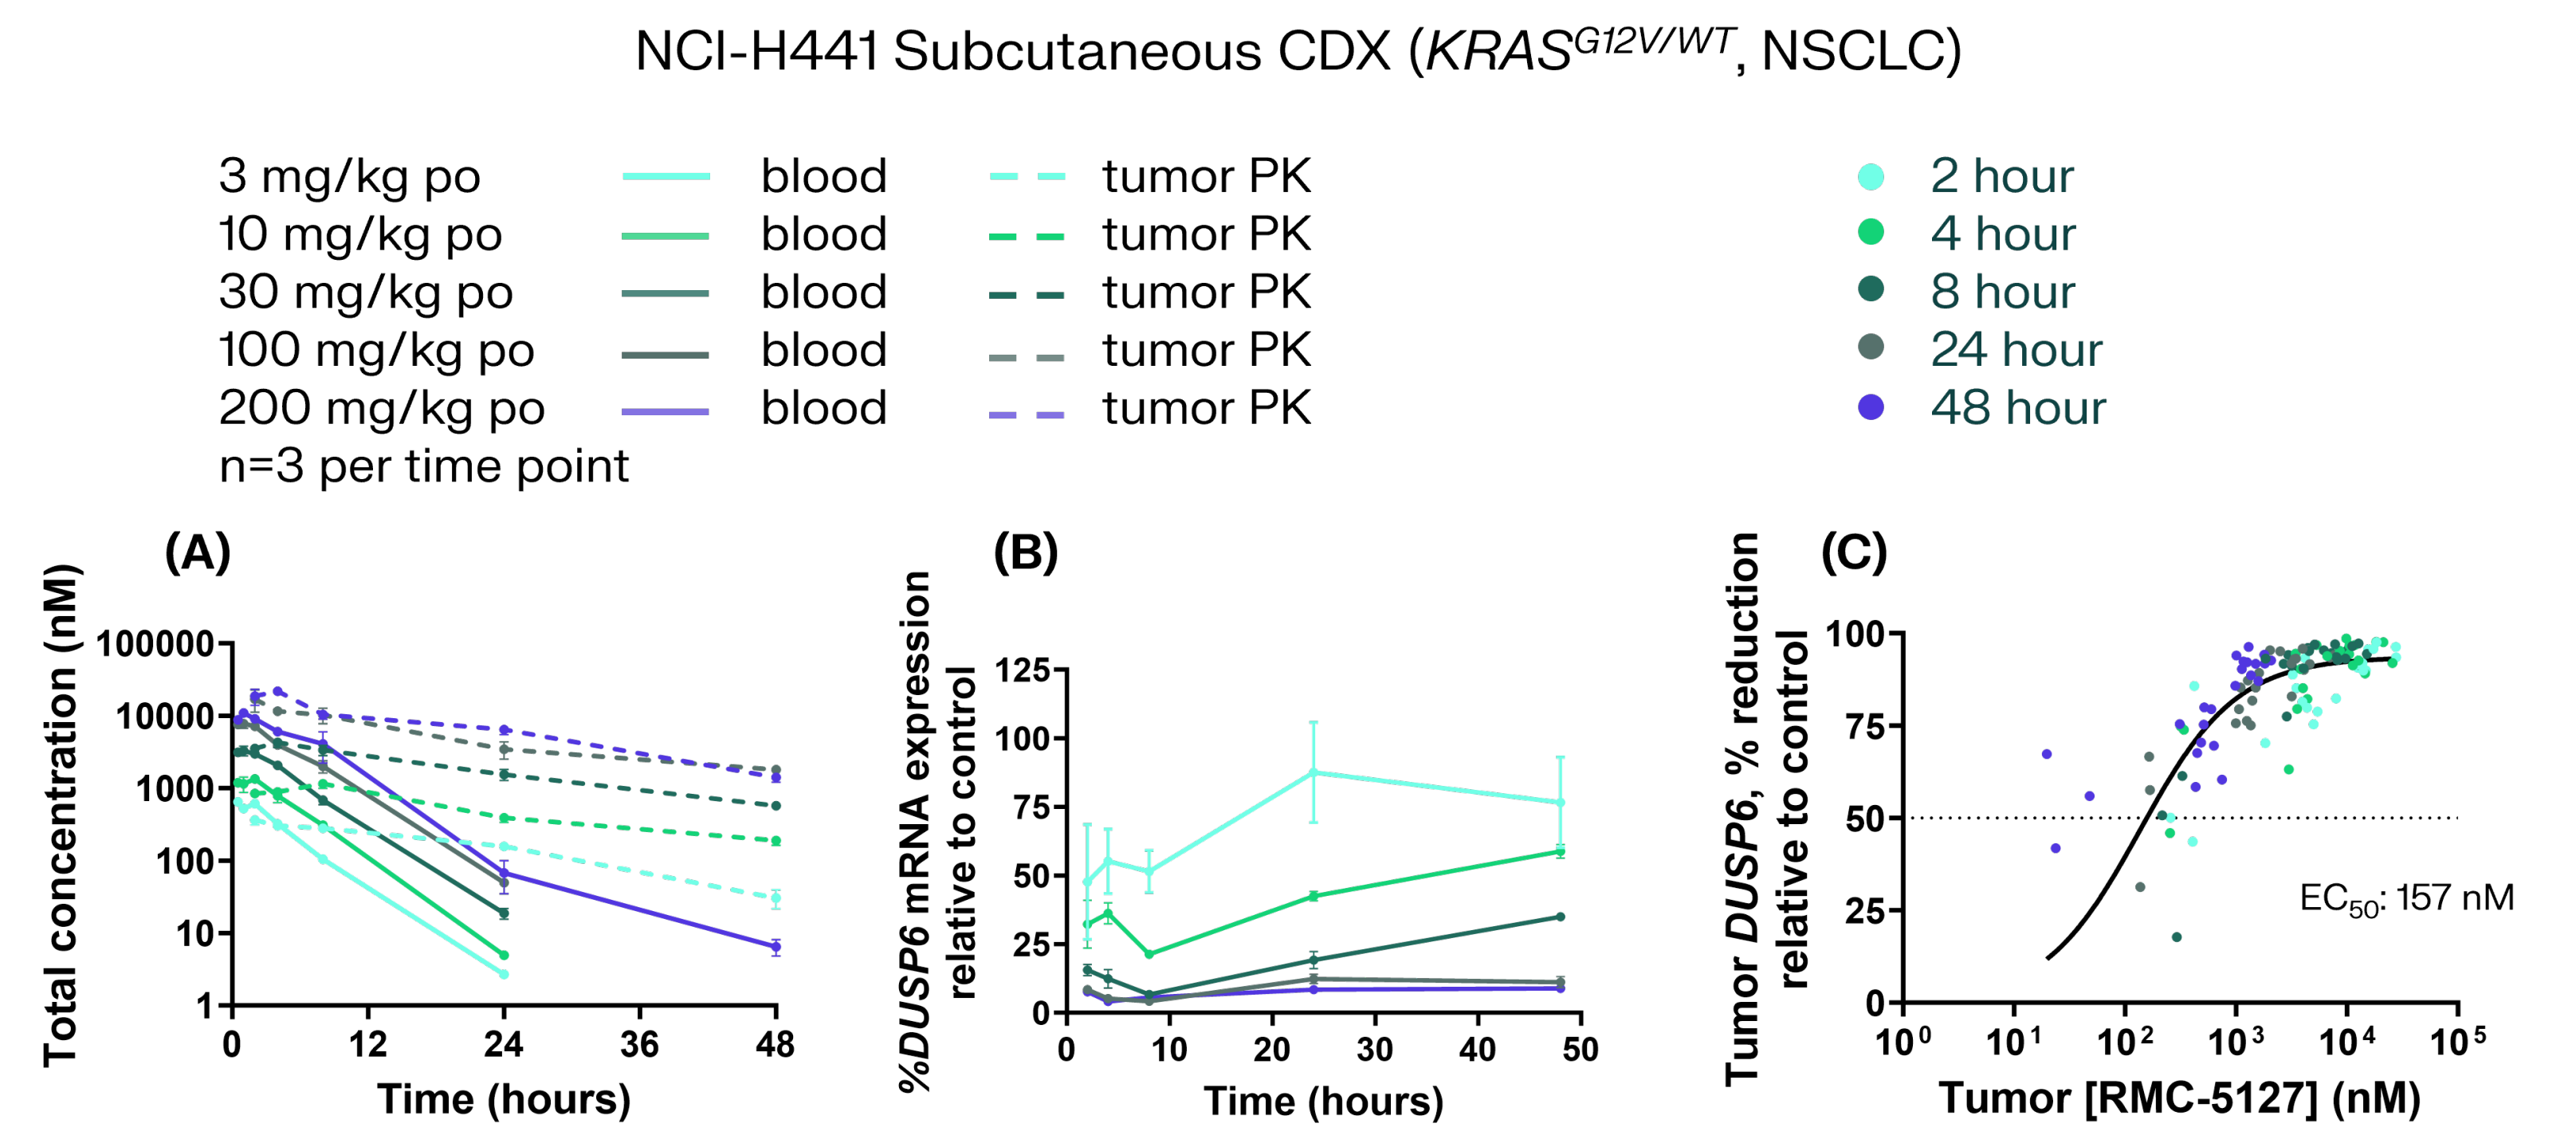 NCI-H441 Subcutaneous CDX (KRAS^G12V/WT, NSCLC)
3 mg/kg po blood tumor PK
10 mg/kg po blood tumor PK
30 mg/kg po blood tumor PK
100 mg/kg po blood tumor PK
200 mg/kg po blood tumor PK
n=3 per time point
2 hour
4 hour
8 hour
24 hour
48 hour
(A)
Total concentration (nM)
100000
10000
1000
100
10
1
0 12 24 36 48
Time (hours)
(B)
%DUSP6 mRNA expression
relative to control
125
100
75
50
25
0
0 10 20 30 40 50
Time (hours)
(C)
Tumor DUSP6, % reduction
relative to control
100
75
50
25
0
EC₅₀: 157 nM
10⁰ 10¹ 10² 10³ 10⁴ 10⁵
Tumor [RMC-5127] (nM)